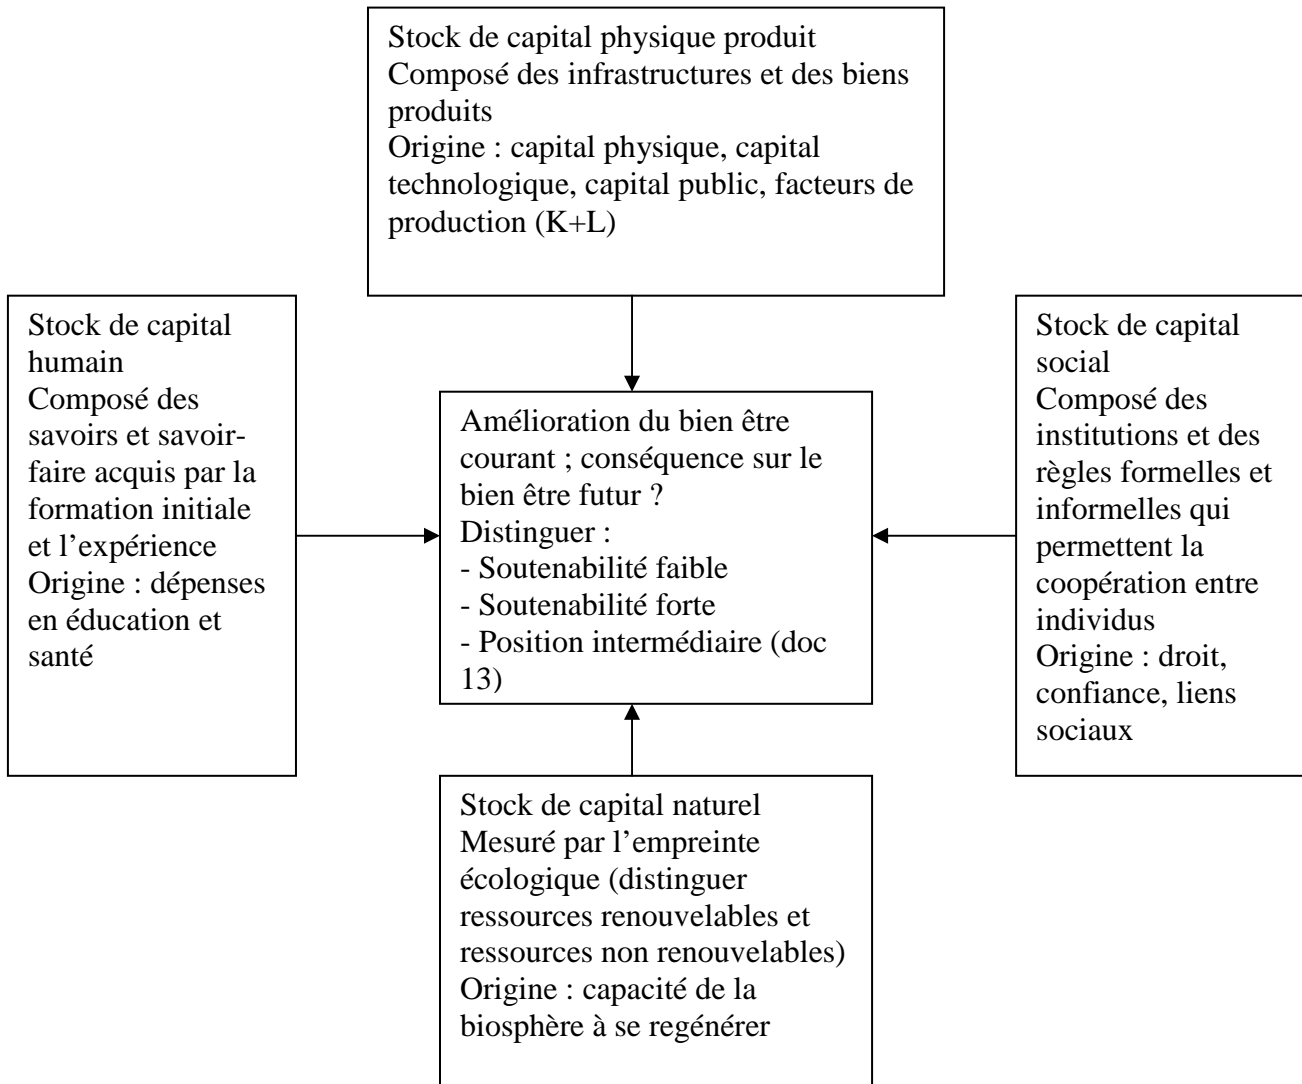 Stock de capital physique produit
Composé des infrastructures et des biens
produits
Origine : capital physique, capital
technologique, capital public, facteurs de
production (K+L)
Stock de capital
humain
Composé des
savoirs et savoir-
faire acquis par la
formation initiale
et l’expérience
Origine : dépenses
en éducation et
santé
Amélioration du bien être
courant ; conséquence sur le
bien être futur ?
Distinguer :
- Soutenabilité faible
- Soutenabilité forte
- Position intermédiaire (doc
13)
Stock de capital
social
Composé des
institutions et des
règles formelles et
informelles qui
permettent la
coopération entre
individus
Origine : droit,
confiance, liens
sociaux
Stock de capital naturel
Mesuré par l’empreinte
écologique (distinguer
ressources renouvelables et
ressources non renouvelables)
Origine : capacité de la
biosphère à se regénérer